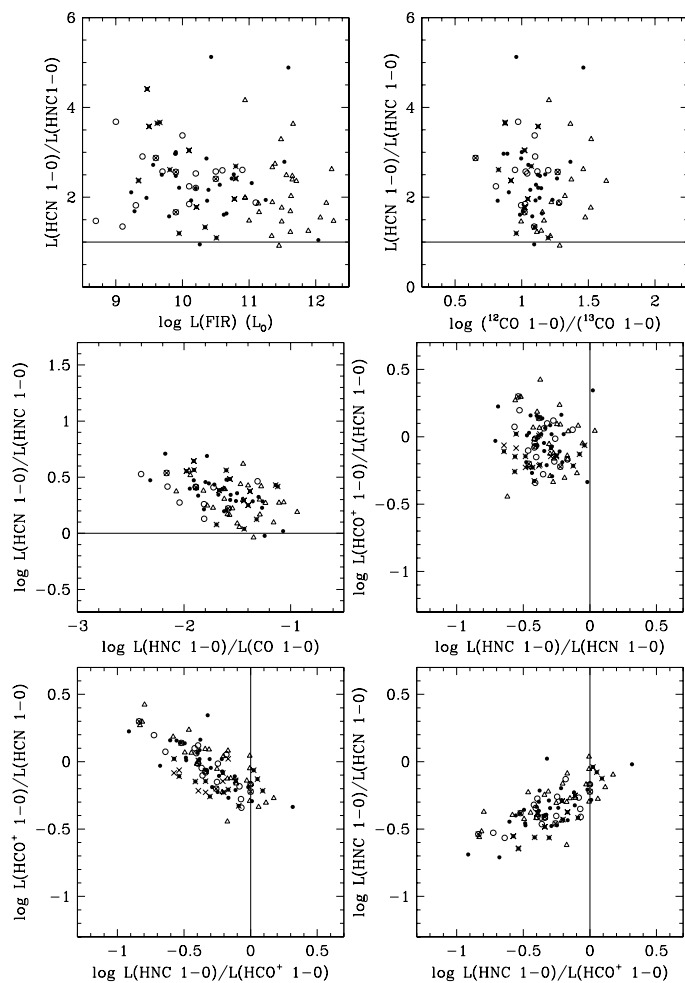 L(HCN 1−0)/L(HNC1−0)
6
4
2
0
9 10 11 12
log L(FIR) (L₀)
L(HCN 1−0)/L(HNC 1−0)
6
4
2
0
0.5 1 1.5 2
log (¹²CO 1−0)/(¹³CO 1−0)
log L(HCN 1−0)/L(HNC 1−0)
1.5
1
0.5
0
−0.5
−3 −2 −1
log L(HNC 1−0)/L(CO 1−0)
log L(HCO⁺ 1−0)/L(HCN 1−0)
0.5
0
−0.5
−1
−1 −0.5 0 0.5
log L(HNC 1−0)/L(HCN 1−0)
log L(HCO⁺ 1−0)/L(HCN 1−0)
0.5
0
−0.5
−1
−1 −0.5 0 0.5
log L(HNC 1−0)/L(HCO⁺ 1−0)
log L(HNC 1−0)/L(HCN 1−0)
0.5
0
−0.5
−1
−1 −0.5 0 0.5
log L(HNC 1−0)/L(HCO⁺ 1−0)